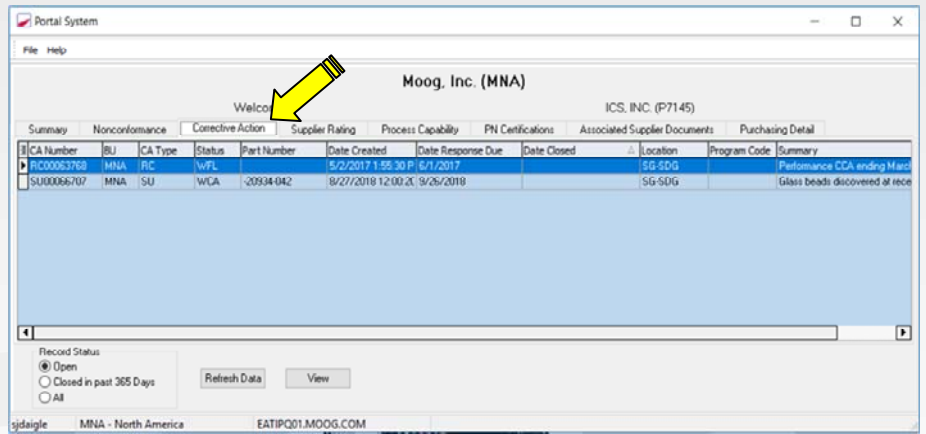 Portal System
File Help
Moog, Inc. (MNA)
ICS, INC. (P7145)
Summary Nonconformance Corrective Action Supplier Rating Process Capability PN Certifications Associated Supplier Documents Purchasing Detail
CA Number BU CA Type Status Part Number Date Created Date Response Due Date Closed Location Program Code Summary
RC00063768 MNA RC WFL 5/2/2017 1:55:30 P 6/1/2017 SG-SDG Perfomance CCA ending March
SU00066707 MNA SU WCA -20934-042 8/27/2018 12:00:20 9/26/2018 SG-SDG Glass beads discovered at rece
Record Status
Open
Closed in past 365 Days
All
Refresh Data View
sjdaigle MNA - North America EATIPQ01.MOOG.COM